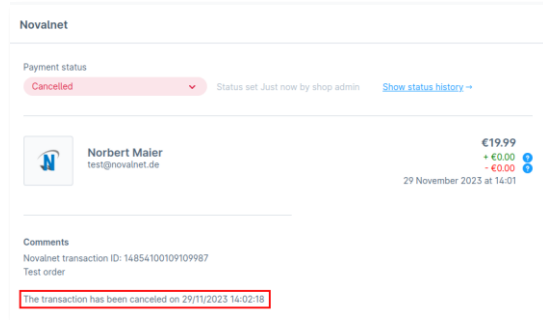 Novalnet
Payment status
Cancelled
Status set Just now by shop admin
Show status history →
N
Norbert Maier
test@novalnet.de
€19.99
+ €0.00 ?
- €0.00 ?
29 November 2023 at 14:01
Comments
Novalnet transaction ID: 14854100109109987
Test order
The transaction has been canceled on 29/11/2023 14:02:18